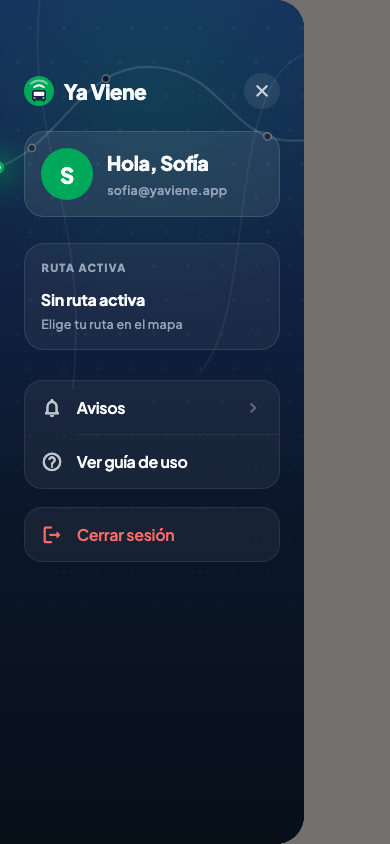 Ya Viene
S
Hola, Sofía
sofia@yaviene.app
RUTA ACTIVA
Sin ruta activa
Elige tu ruta en el mapa
Avisos
Ver guía de uso
Cerrar sesión